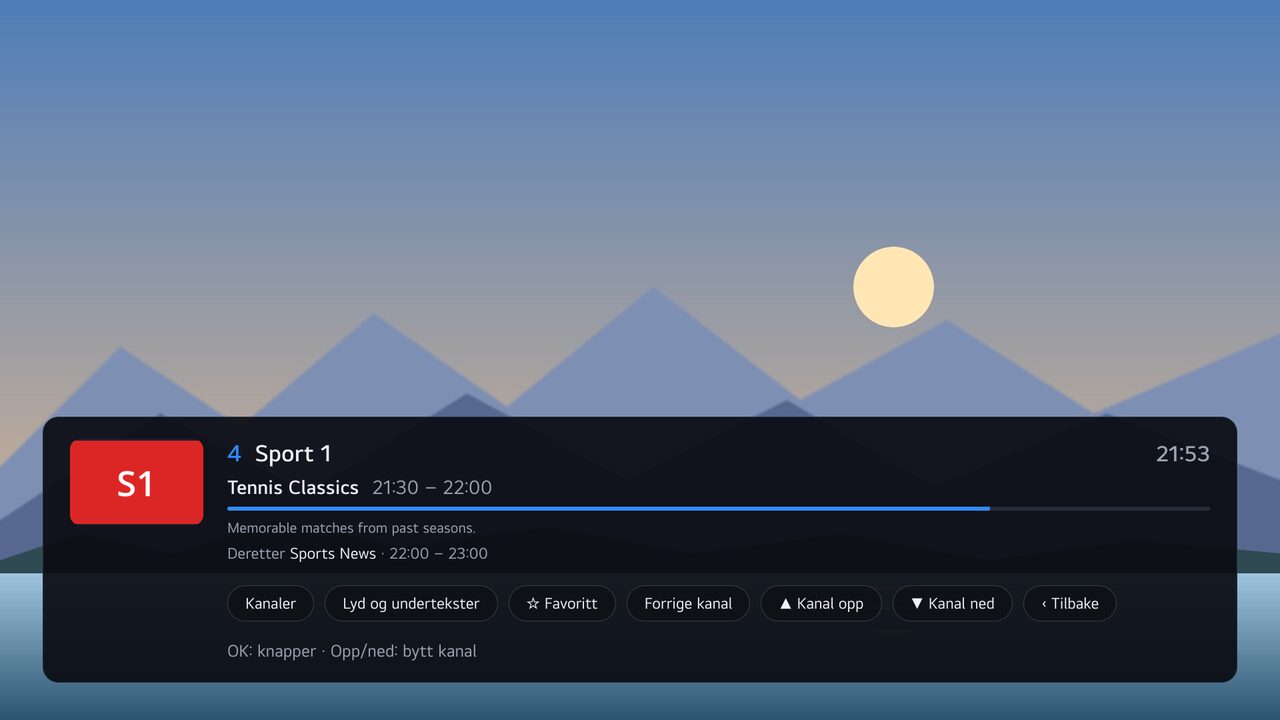 S1
4 Sport 1
21:53
Tennis Classics 21:30 – 22:00
Memorable matches from past seasons.
Deretter Sports News · 22:00 – 23:00
Kanaler Lyd og undertekster ☆ Favoritt Forrige kanal ▲ Kanal opp ▼ Kanal ned ‹ Tilbake
OK: knapper · Opp/ned: bytt kanal